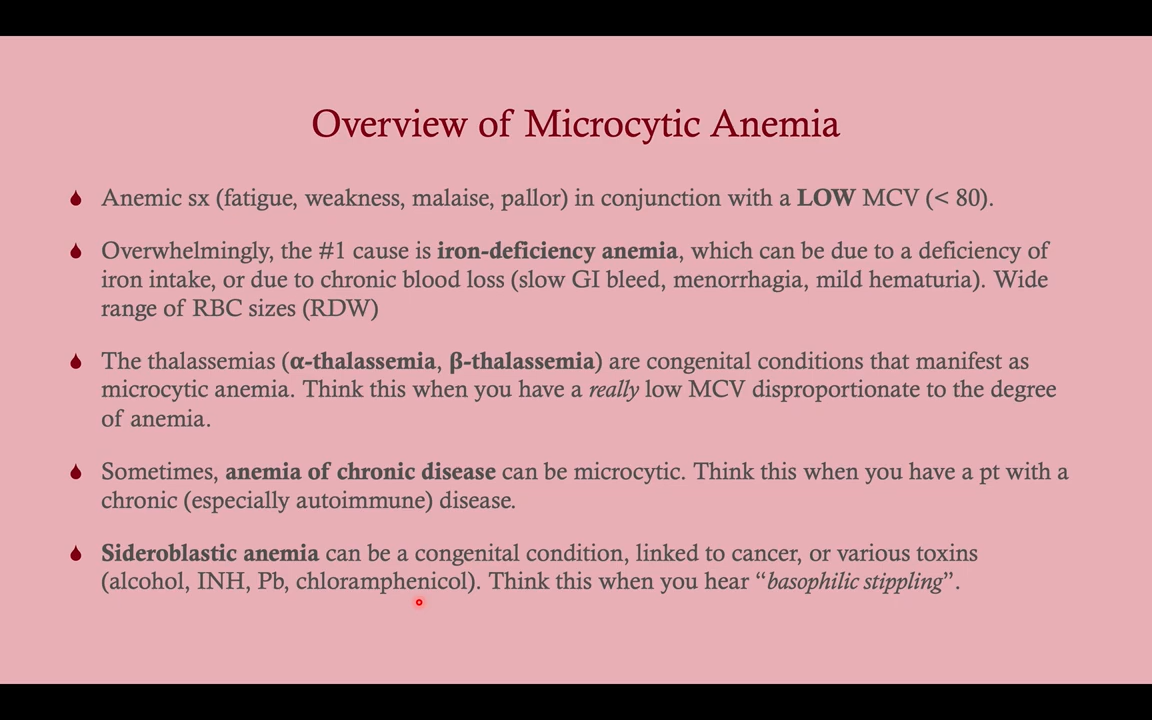 Overview of Microcytic Anemia
Anemic sx (fatigue, weakness, malaise, pallor) in conjunction with a LOW MCV (< 80).
Overwhelmingly, the #1 cause is iron-deficiency anemia, which can be due to a deficiency of
iron intake, or due to chronic blood loss (slow GI bleed, menorrhagia, mild hematuria). Wide
range of RBC sizes (RDW)
The thalassemias (α-thalassemia, β-thalassemia) are congenital conditions that manifest as
microcytic anemia. Think this when you have a really low MCV disproportionate to the degree
of anemia.
Sometimes, anemia of chronic disease can be microcytic. Think this when you have a pt with a
chronic (especially autoimmune) disease.
Sideroblastic anemia can be a congenital condition, linked to cancer, or various toxins
(alcohol, INH, Pb, chloramphenicol). Think this when you hear “basophilic stippling”.